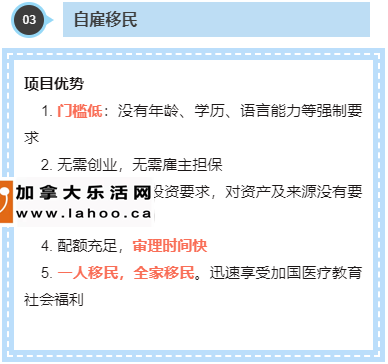 03 自雇移民
项目优势
1. 门槛低：没有年龄、学历、语言能力等强制要
求
2. 无需创业，无需雇主担保
加拿大乐活网
www.lahoo.ca
投资要求，对资产及来源没有要
4. 配额充足，审理时间快
5. 一人移民，全家移民。迅速享受加国医疗教育
社会福利